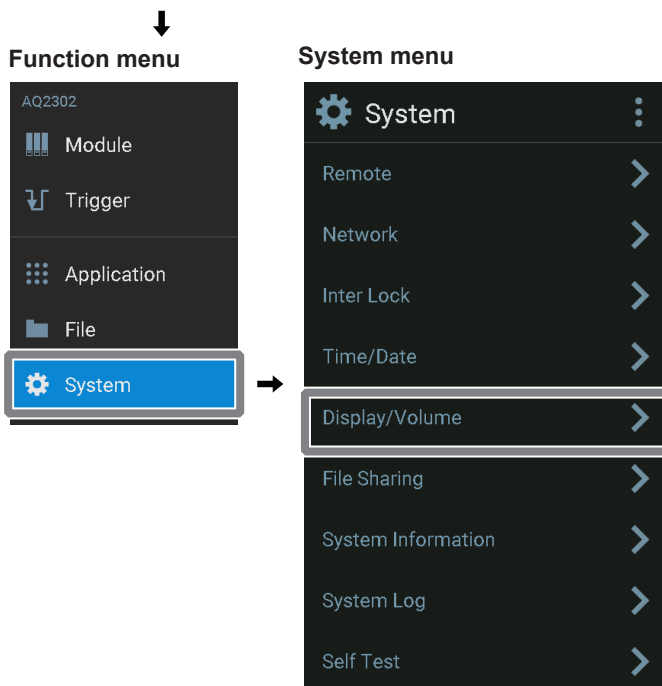 Function menu
AQ2302
Module
Trigger
Application
File
System
System menu
System
Remote
Network
Inter Lock
Time/Date
Display/Volume
File Sharing
System Information
System Log
Self Test